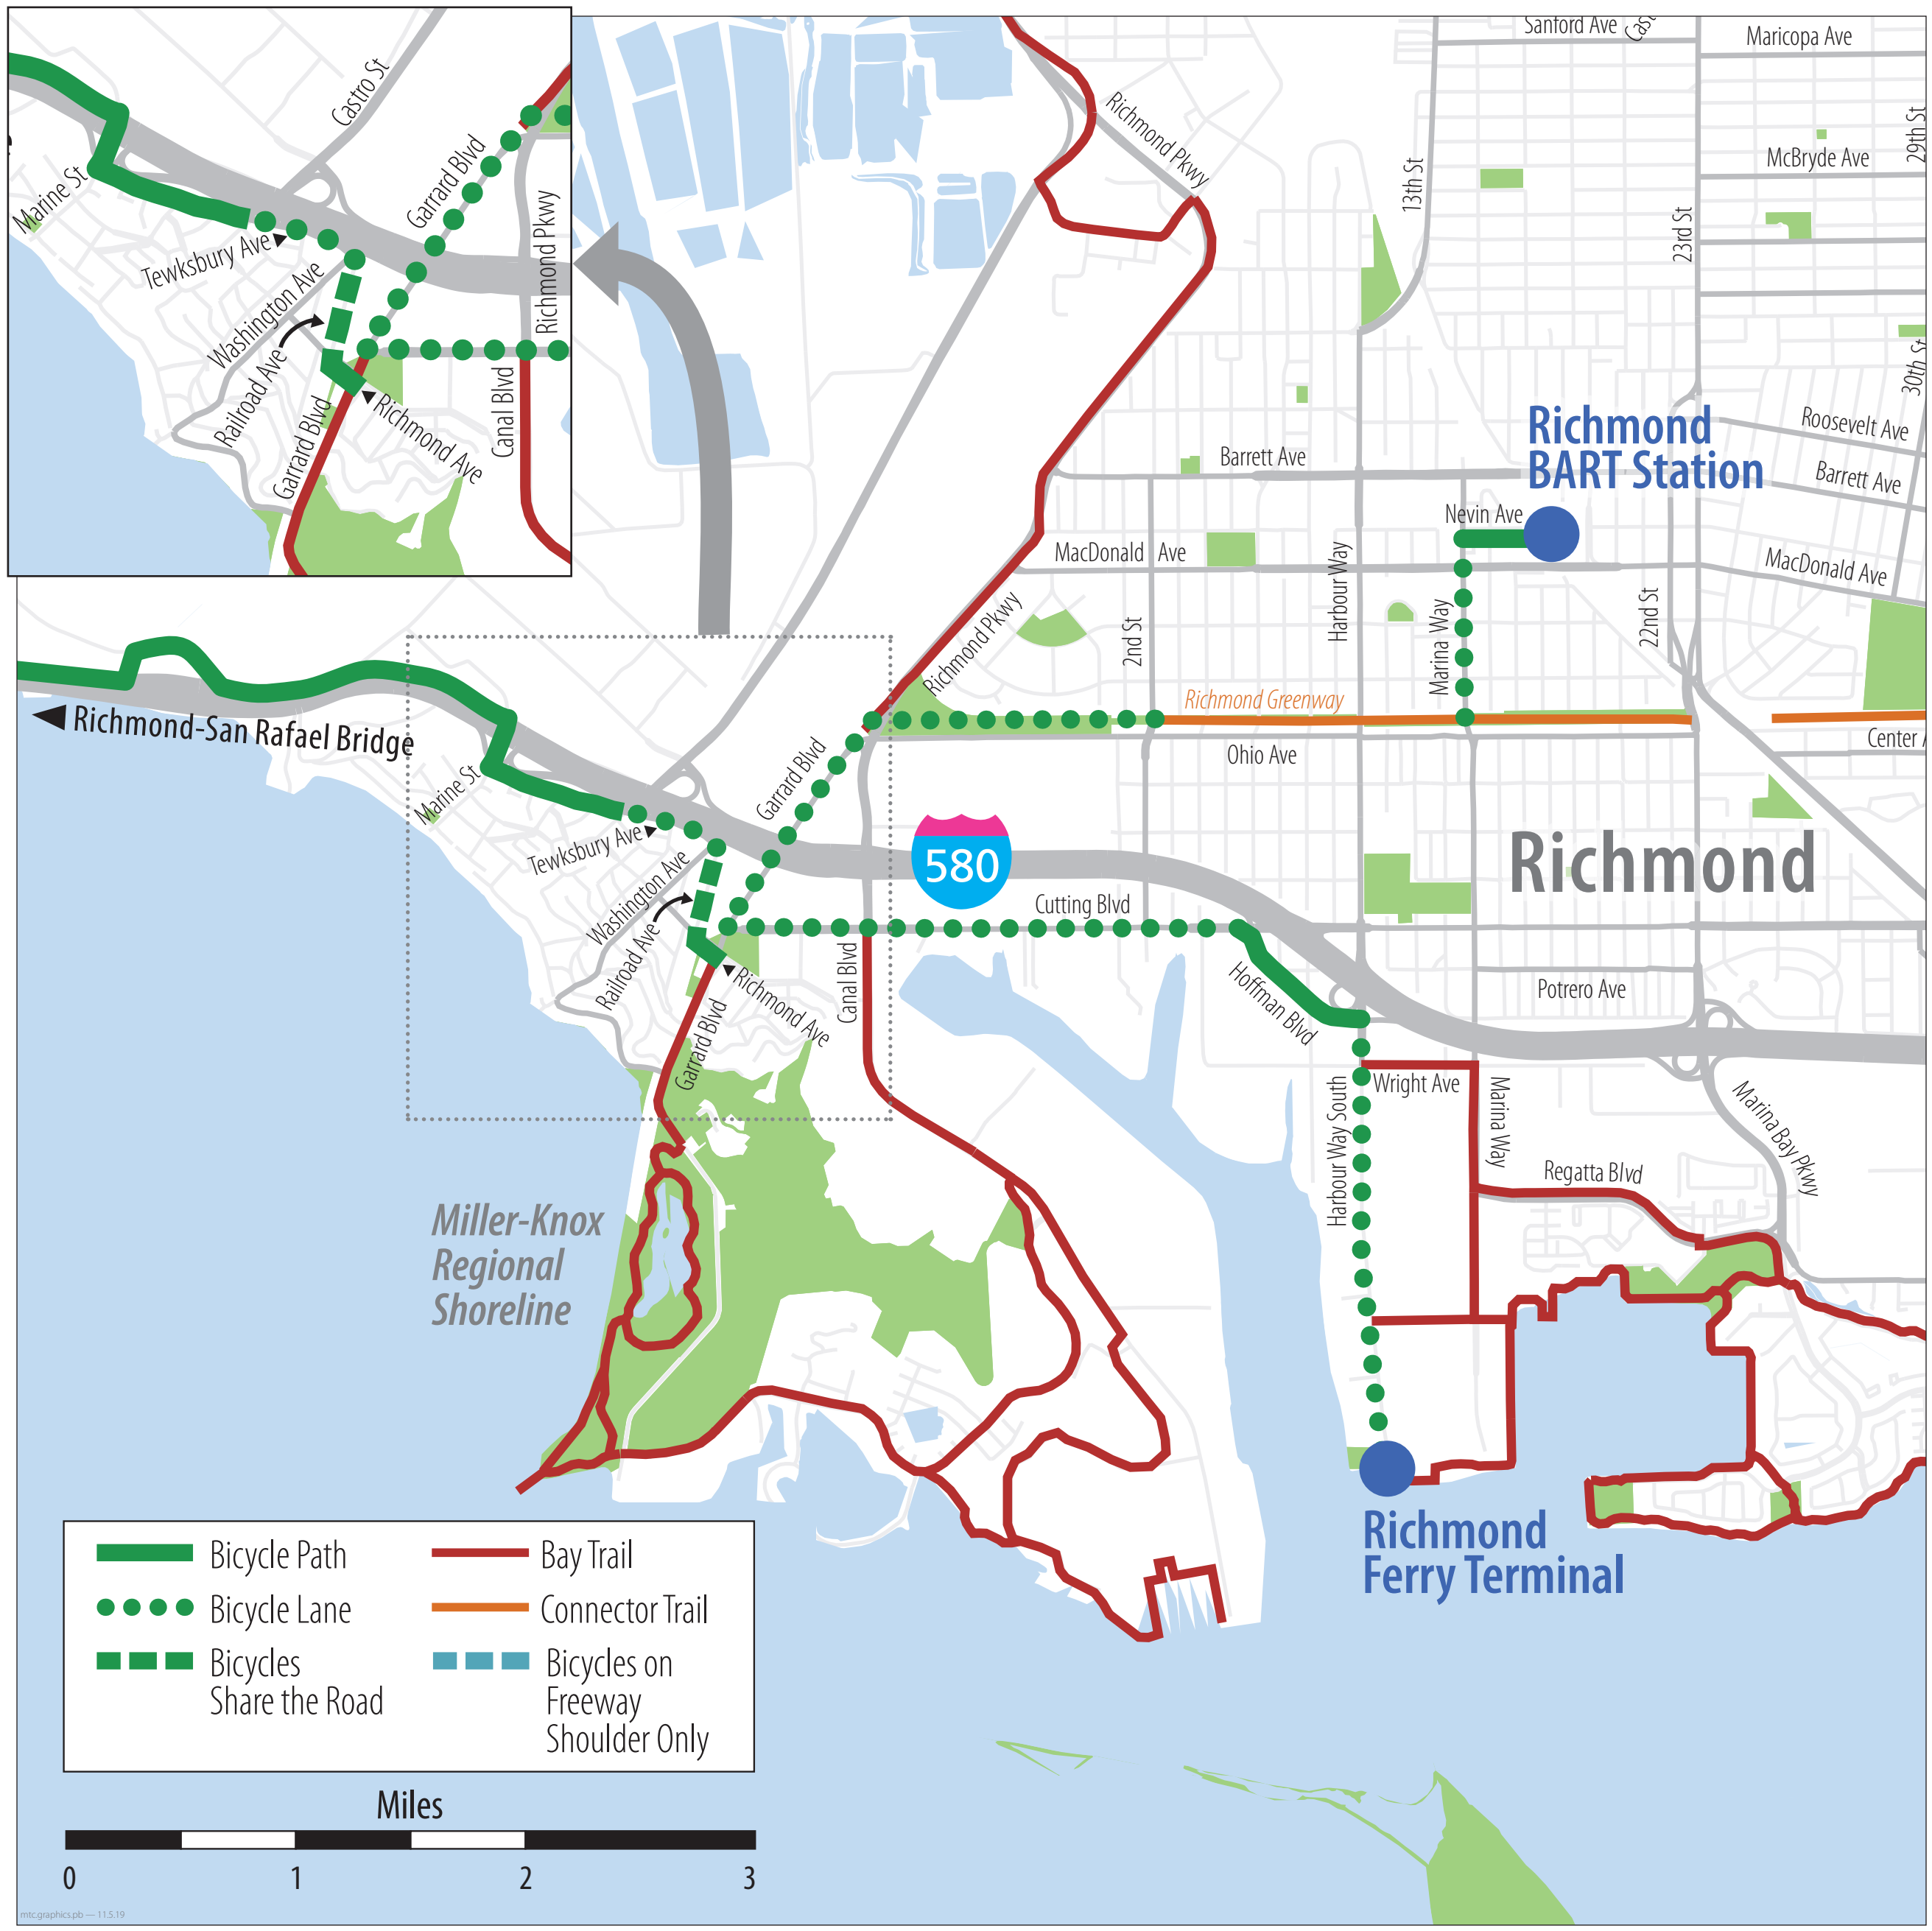 Castro St
Garrard Blvd
Marine St
Tewksbury Ave
Richmond Pkwy
Washington Ave
Railroad Ave
Garrard Blvd
Richmond Ave
Canal Blvd
Sanford Ave
Maricopa Ave
Richmond Pkwy
13th St
McBryde Ave
29th St
23rd St
30th St
Richmond
BART Station
Roosevelt Ave
Barrett Ave
Barrett Ave
Nevin Ave
MacDonald Ave
MacDonald Ave
Harbour Way
Marina Way
22nd St
2nd St
Richmond Pkwy
Richmond Greenway
Ohio Ave
Center
Richmond-San Rafael Bridge
Marine St
Garrard Blvd
Tewksbury Ave
580
Richmond
Washington Ave
Cutting Blvd
Railroad Ave
Richmond Ave
Canal Blvd
Hoffman Blvd
Potrero Ave
Garrard Blvd
Wright Ave
Harbour Way South
Marina Way
Marina Bay Pkwy
Regatta Blvd
Miller-Knox
Regional
Shoreline
Richmond
Ferry Terminal
Bicycle Path
Bicycle Lane
Bicycles
Share the Road
Bay Trail
Connector Trail
Bicycles on
Freeway
Shoulder Only
Miles
0 1 2 3
mtc.graphics.pb — 11.5.19